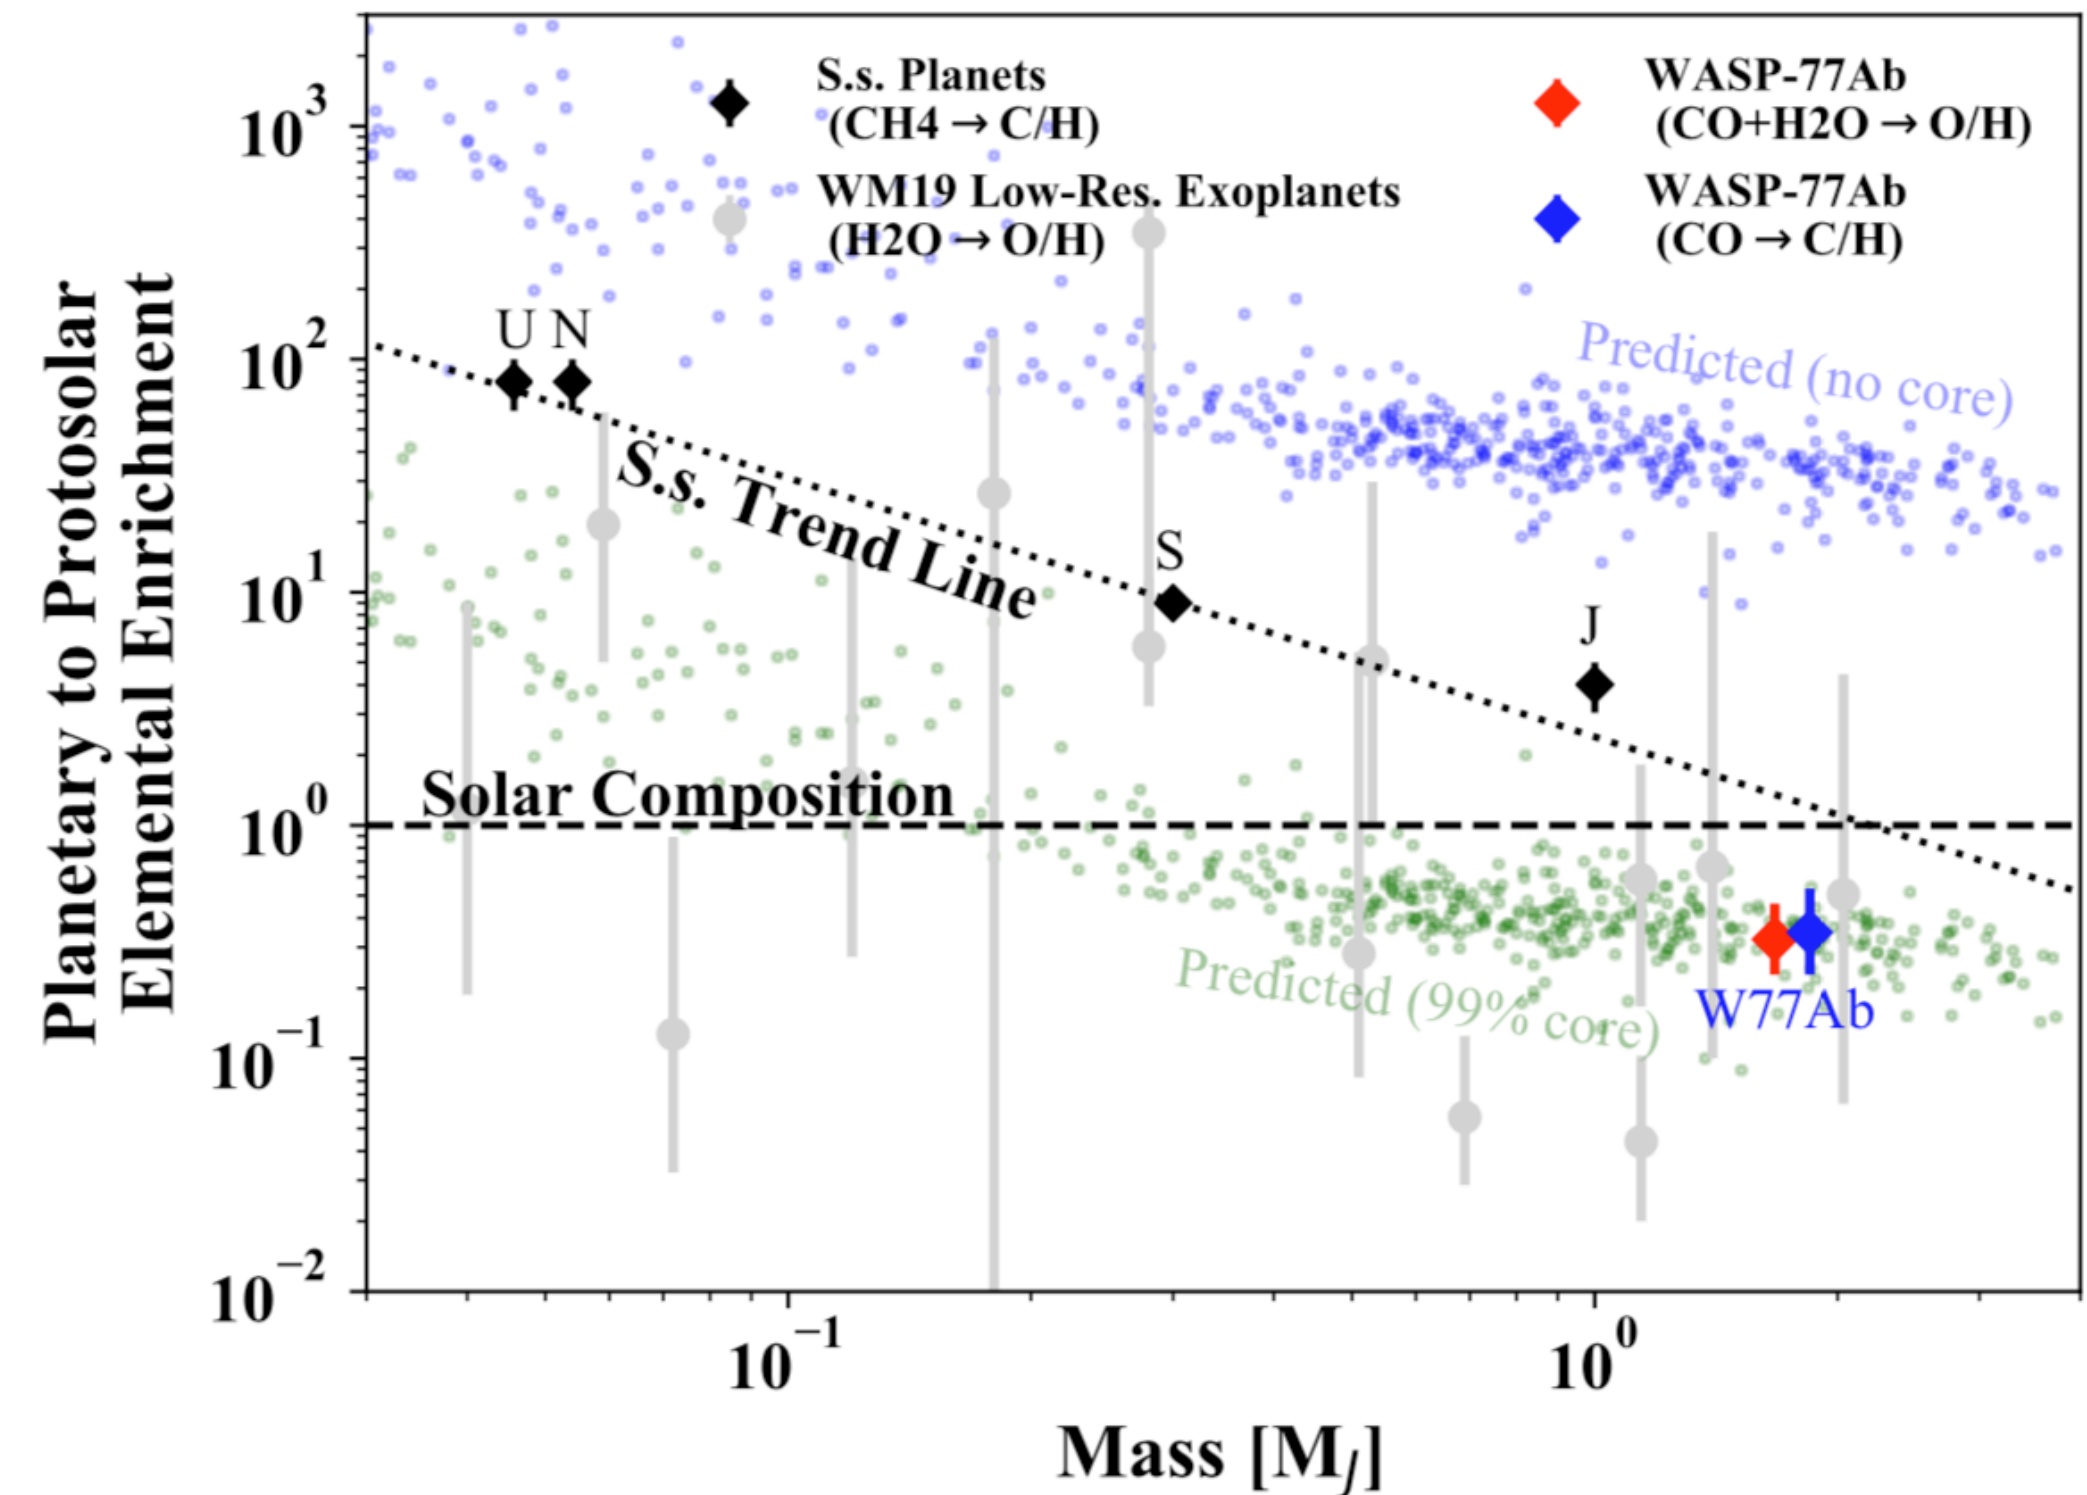 Planetary to Protosolar
Elemental Enrichment
10^3
10^2
10^1
10^0
10^−1
10^−2
S.s. Planets
(CH4 → C/H)
WM19 Low-Res. Exoplanets
(H2O → O/H)
WASP-77Ab
(CO+H2O → O/H)
WASP-77Ab
(CO → C/H)
U N
Predicted (no core)
S.s. Trend Line
S
J
Solar Composition
Predicted (99% core)
W77Ab
10^−1
10^0
Mass [M_J]